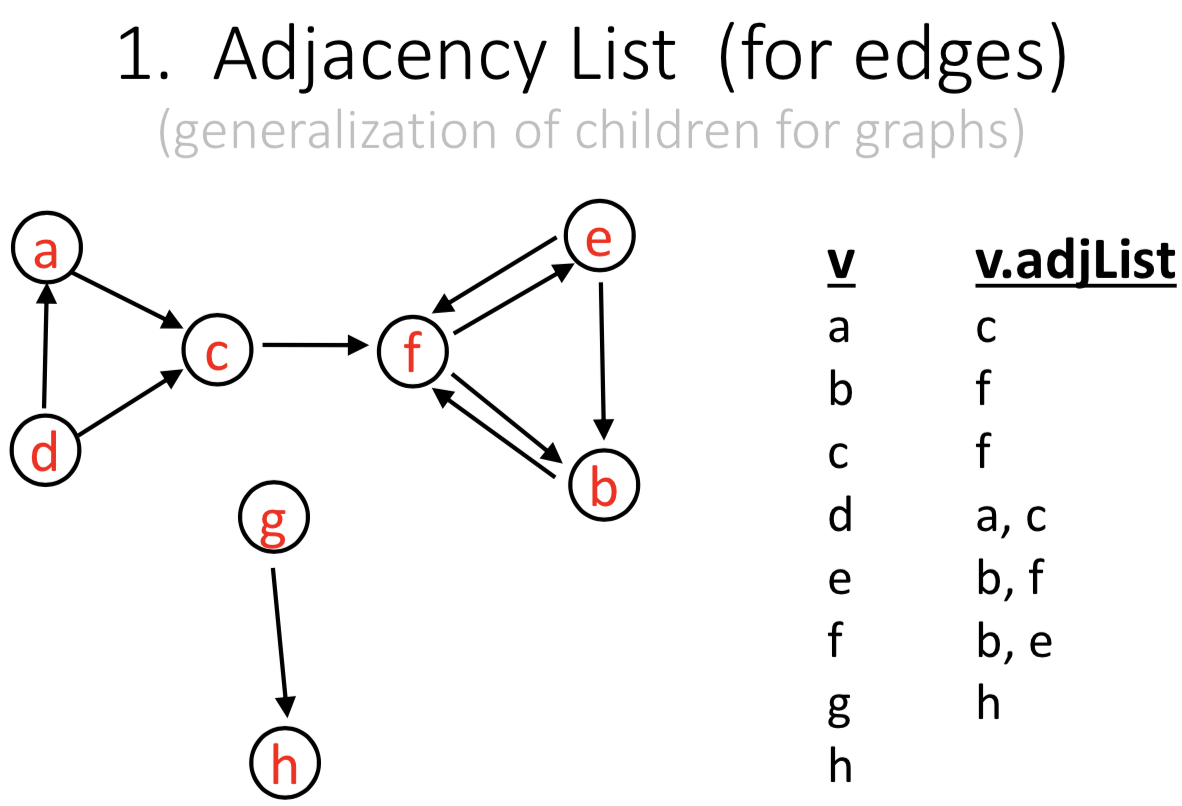 1. Adjacency List (for edges)
(generalization of children for graphs)
a
e
c
f
d
b
g
h
v v.adjList
a c
b f
c f
d a, c
e b, f
f b, e
g h
h